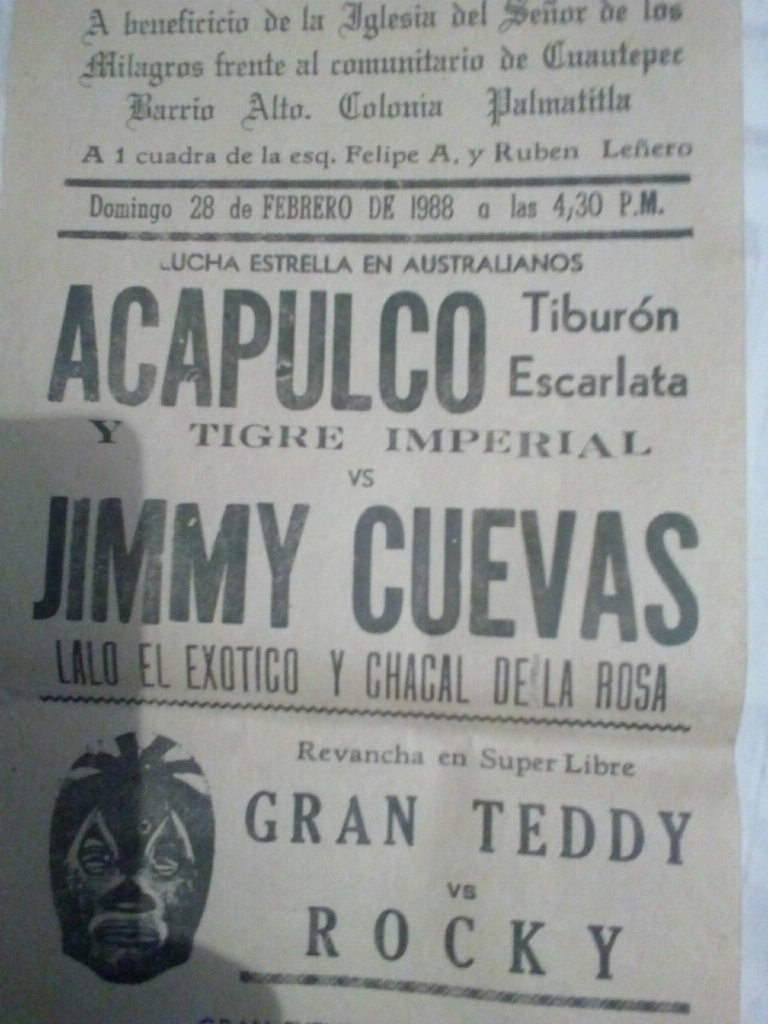 A beneficicio de la Iglesia del Señor de los
Milagros frente al comunitario de Cuautepec
Barrio Alto. Colonia Palmatitla
A 1 cuadra de la esq. Felipe A. y Ruben Leñero
Domingo 28 de FEBRERO DE 1988 a las 4,30 P.M.
LUCHA ESTRELLA EN AUSTRALIANOS
ACAPULCO Tiburón
Escarlata
Y TIGRE IMPERIAL
vs
JIMMY CUEVAS
LALO EL EXOTICO Y CHACAL DE LA ROSA
Revancha en Super Libre
GRAN TEDDY
vs
ROCKY